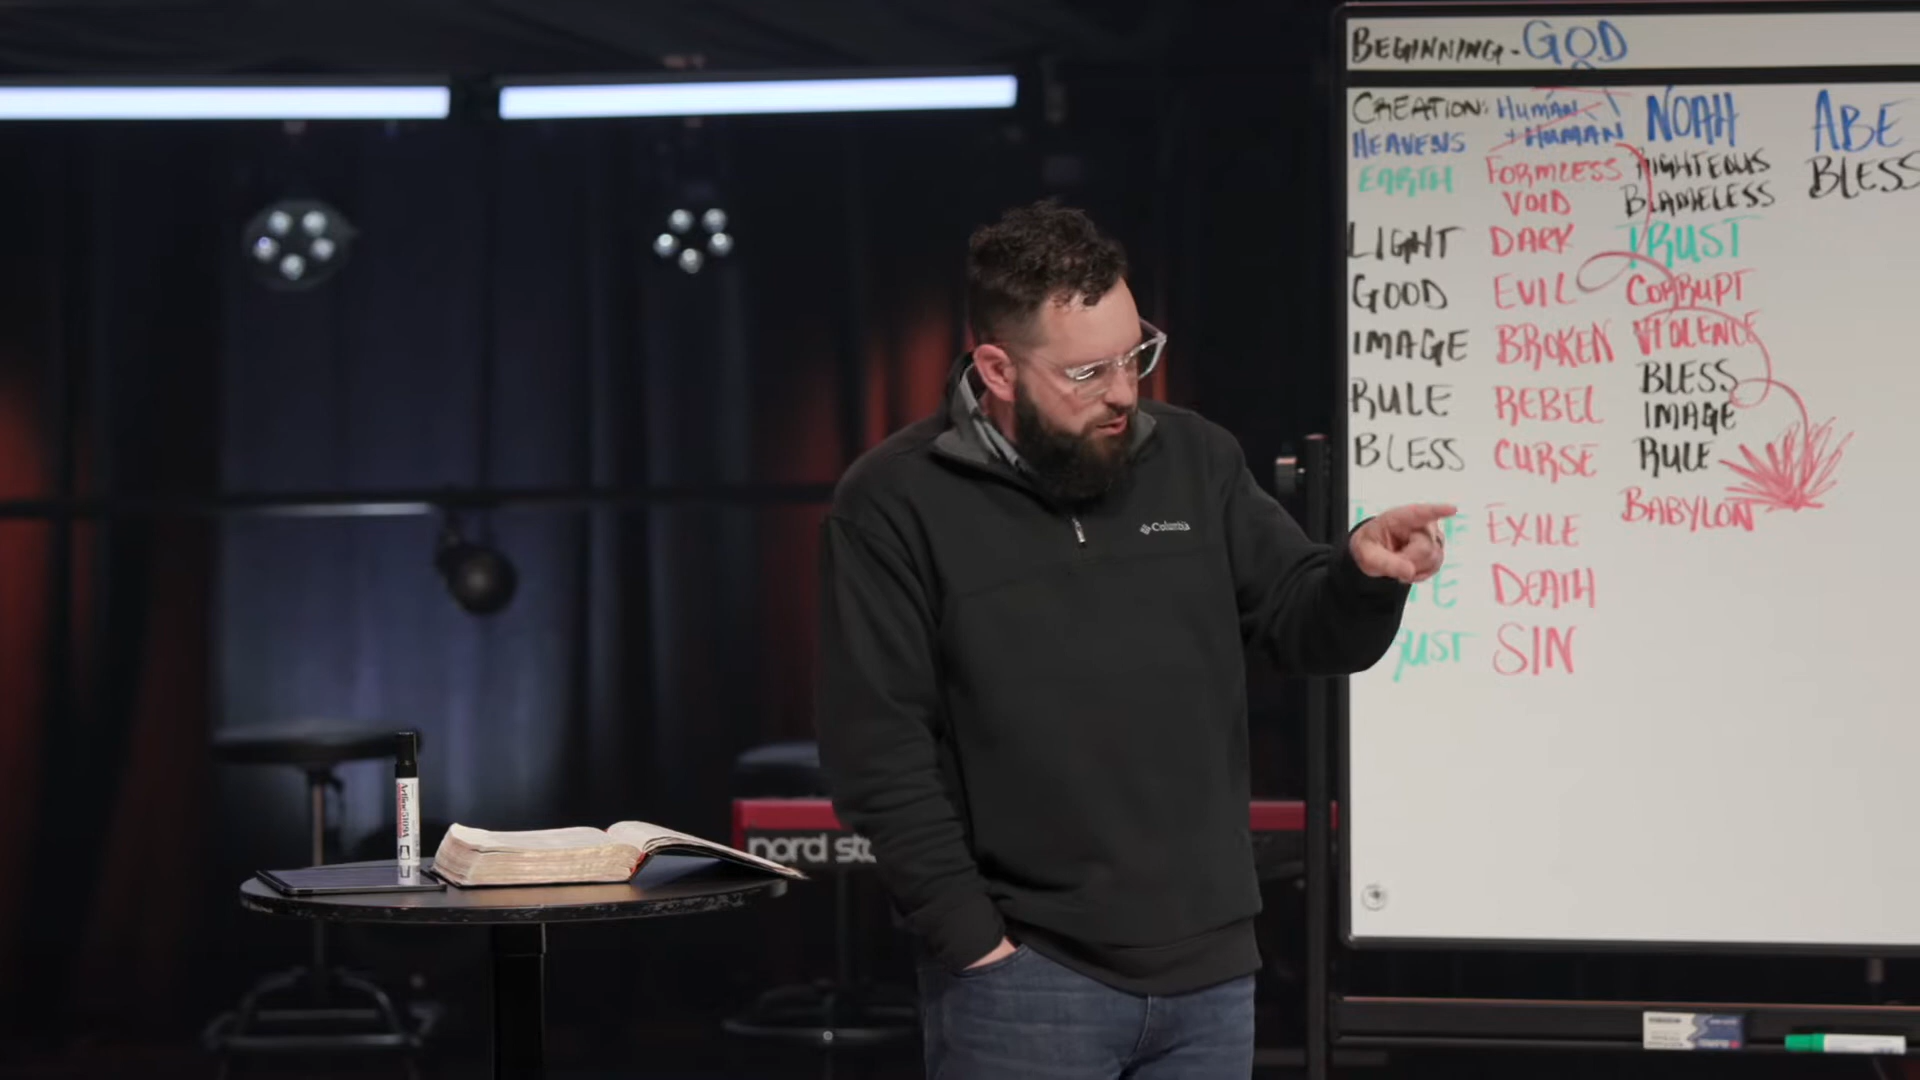 BEGINNING - GOD
CREATION: HUMAN
HEAVENS + HUMAN
NOAH
ABE
EARTH FORMLESS RIGHTEOUS BLESS
VOID BLAMELESS
LIGHT DARK TRUST
GOOD EVIL CORRUPT
IMAGE BROKEN VIOLENCE
BLESS
RULE REBEL IMAGE
BLESS CURSE RULE
EXILE BABYLON
DEATH
SIN
Columbia
nord
Artline